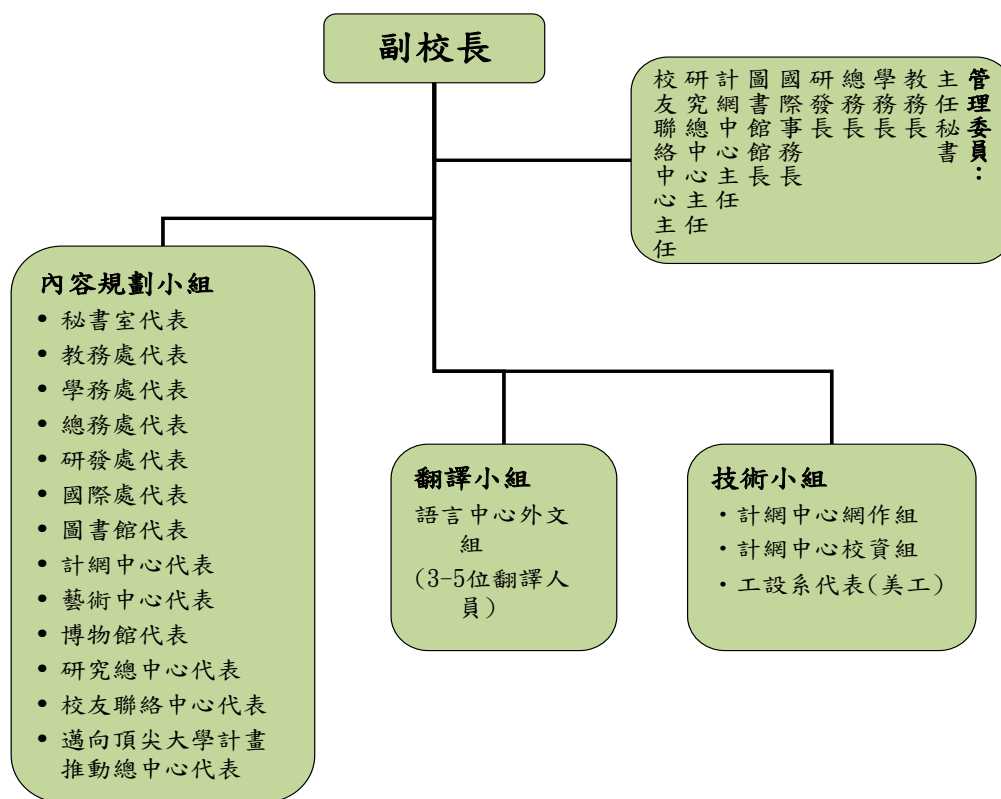 副校長
管理委員：
主任秘書
教務長
學務長
總務長
研發長
國際事務長
圖書館館長
計網中心主任
研究總中心主任
校友聯絡中心主任
內容規劃小組
• 秘書室代表
• 教務處代表
• 學務處代表
• 總務處代表
• 研發處代表
• 國際處代表
• 圖書館代表
• 計網中心代表
• 藝術中心代表
• 博物館代表
• 研究總中心代表
• 校友聯絡中心代表
• 邁向頂尖大學計畫
推動總中心代表
翻譯小組
語言中心外文
組
(3-5位翻譯人
員)
技術小組
・計網中心網作組
・計網中心校資組
・工設系代表(美工)